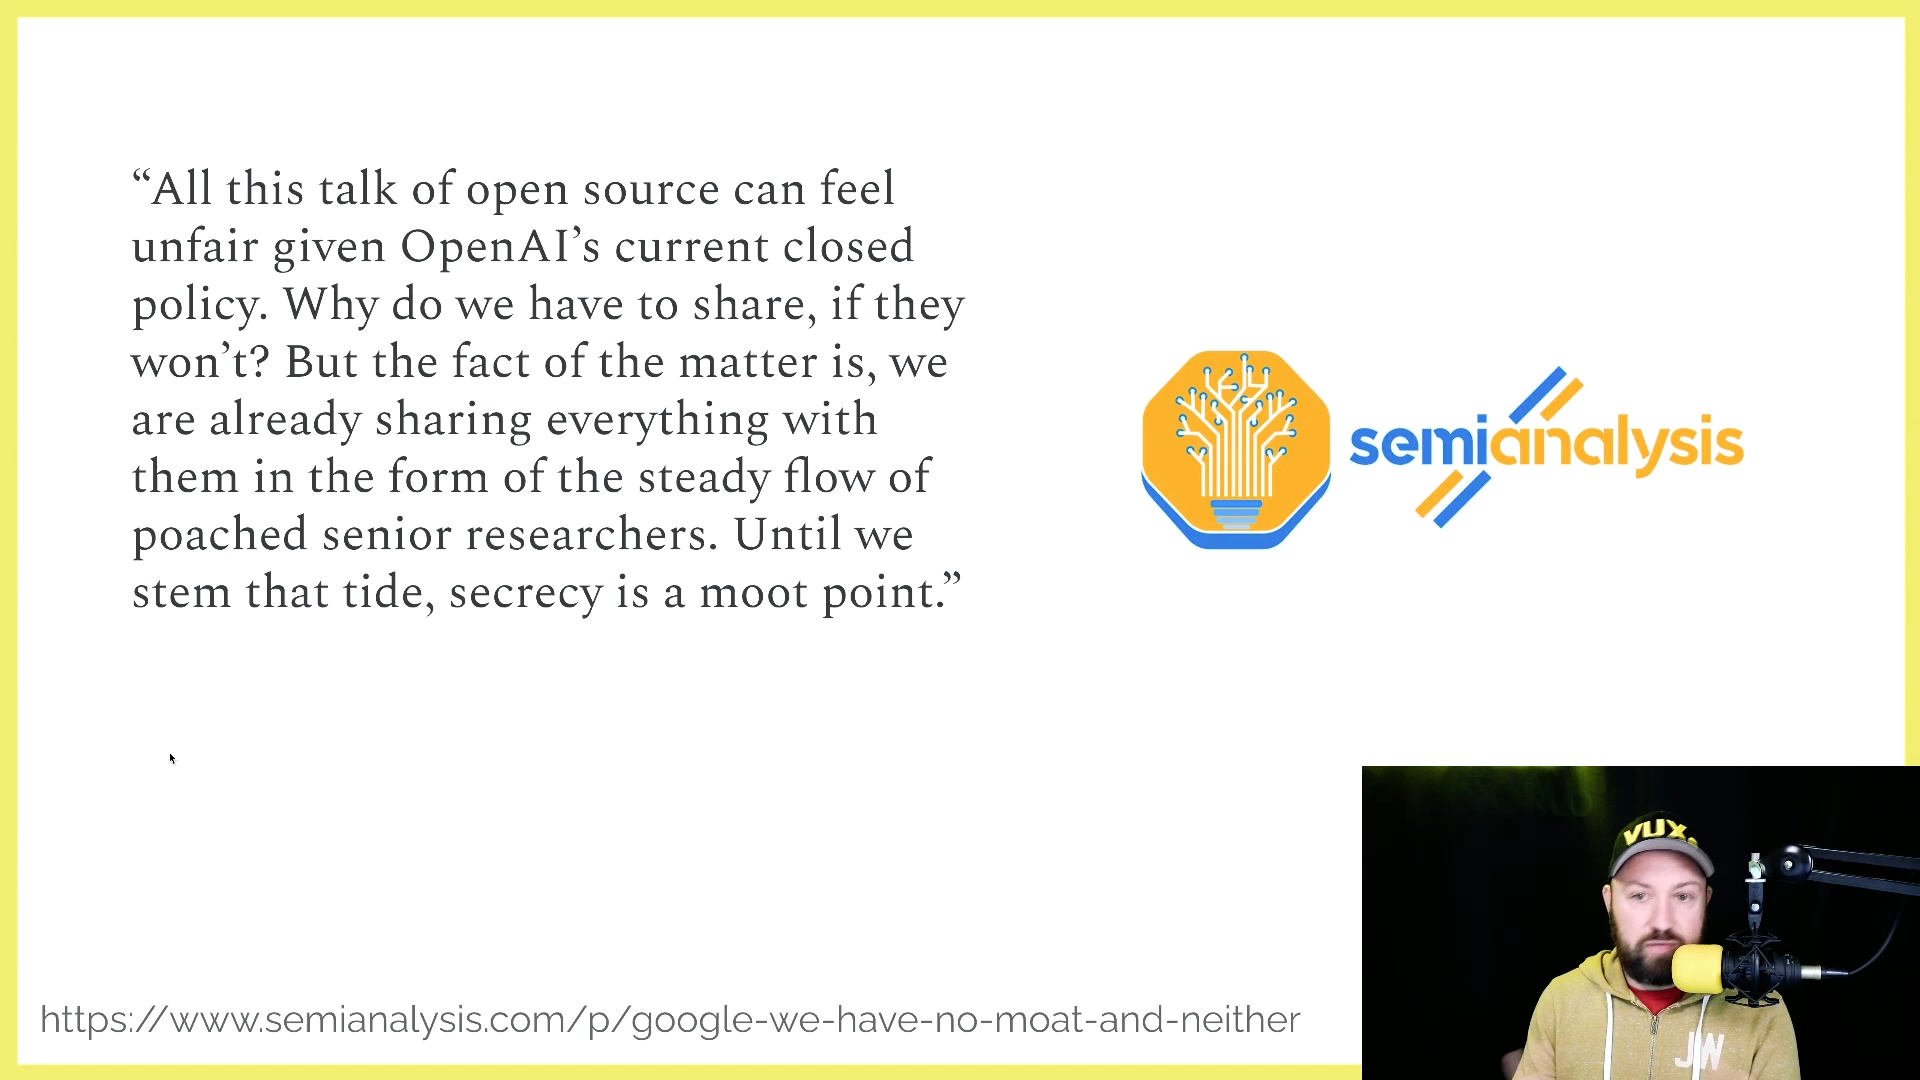 “All this talk of open source can feel
unfair given OpenAI’s current closed
policy. Why do we have to share, if they
won’t? But the fact of the matter is, we
are already sharing everything with
them in the form of the steady flow of
poached senior researchers. Until we
stem that tide, secrecy is a moot point.”
semianalysis
VUX.
JW
https://www.semianalysis.com/p/google-we-have-no-moat-and-neither